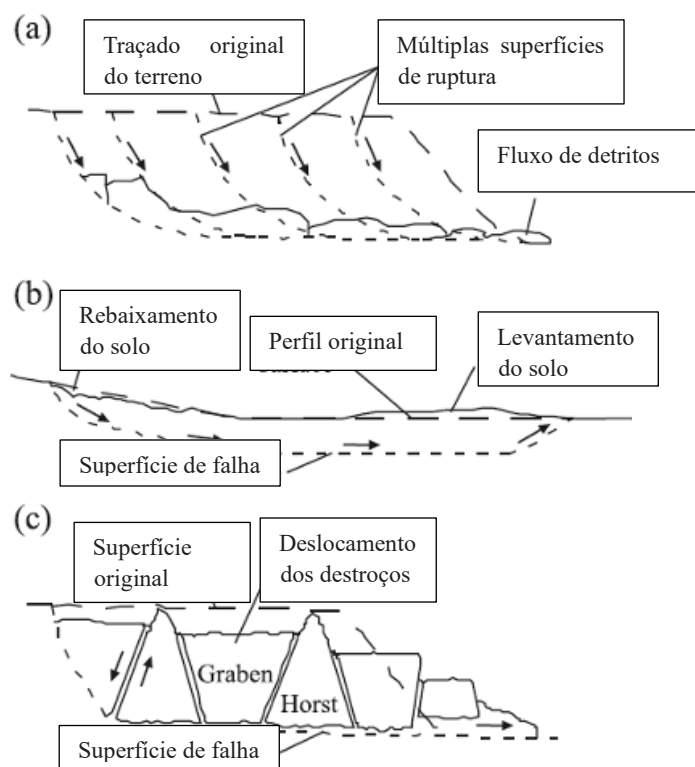 (a)
Traçado original
do terreno
Múltiplas superfícies
de ruptura
Fluxo de detritos
(b)
Rebaixamento
do solo
Perfil original
Levantamento
do solo
Superfície de falha
(c)
Superfície
original
Deslocamento
dos destroços
Graben
Horst
Superfície de falha